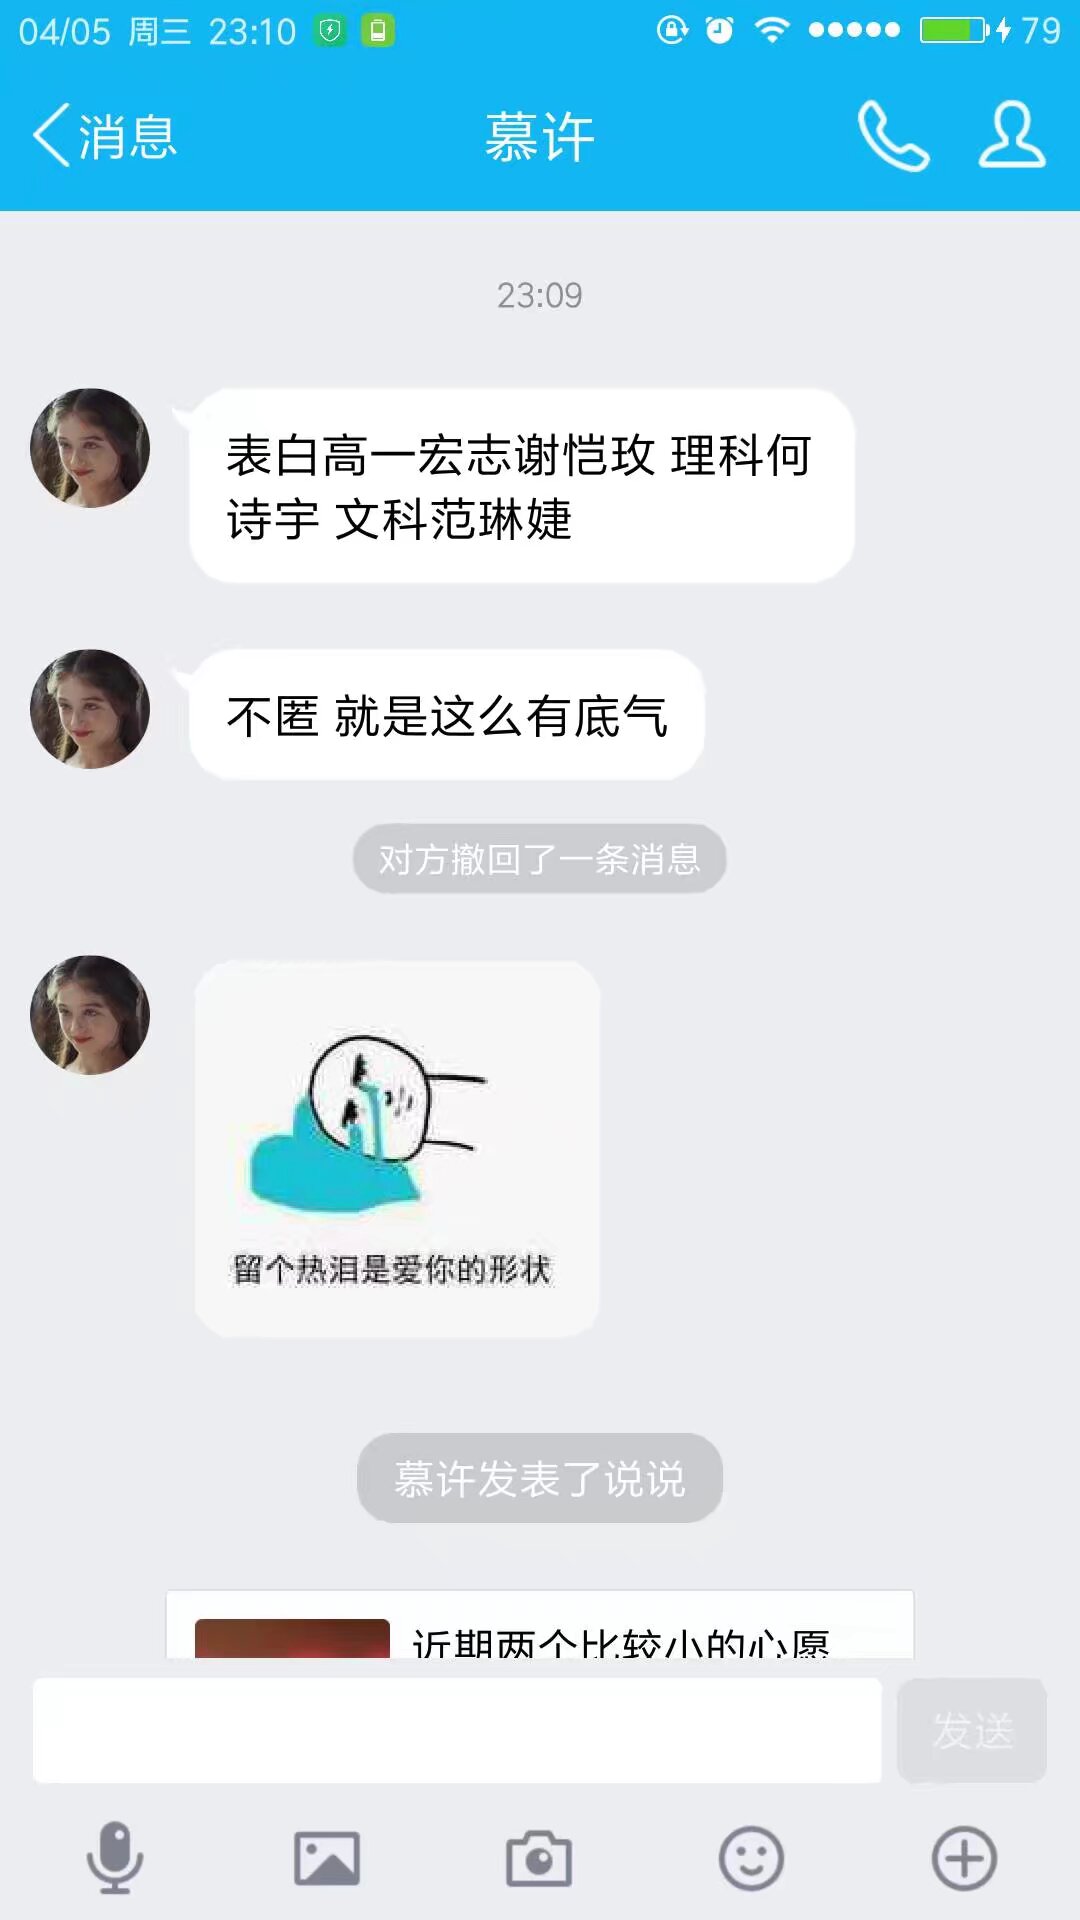 04/05 周三 23:10 79
消息 慕许
23:09
表白高一宏志谢恺玫 理科何
诗宇 文科范琳婕
不匿 就是这么有底气
对方撤回了一条消息
留个热泪是爱你的形状
慕许发表了说说
近期两个比较小的心愿
发送